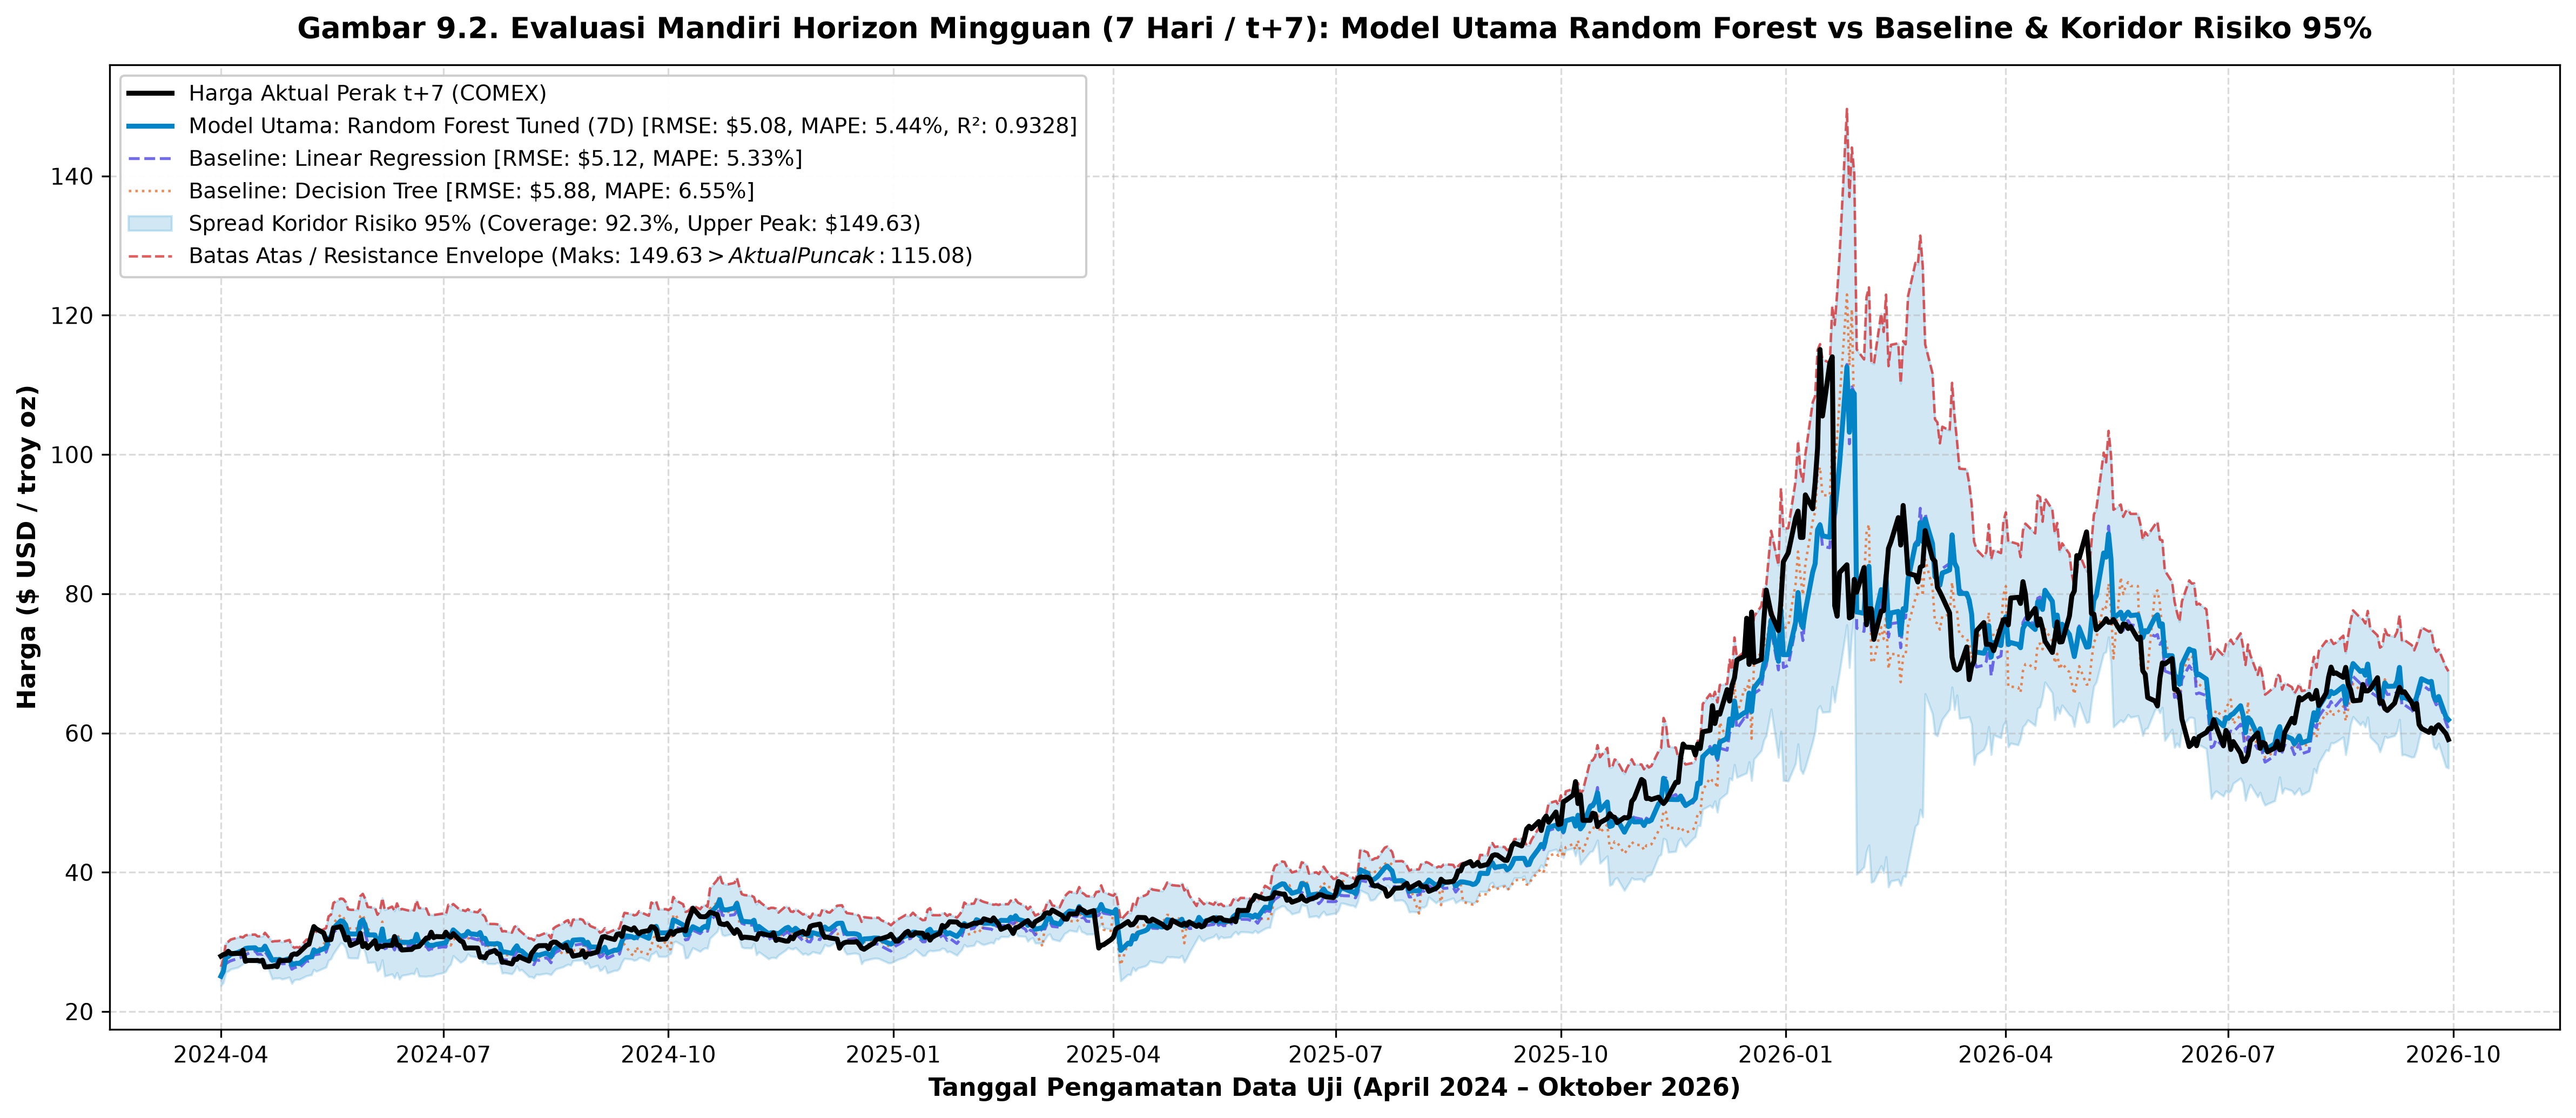 Gambar 9.2. Evaluasi Mandiri Horizon Mingguan (7 Hari / t+7): Model Utama Random Forest vs Baseline & Koridor Risiko 95%
Harga Aktual Perak t+7 (COMEX)
Model Utama: Random Forest Tuned (7D) [RMSE: $5.08, MAPE: 5.44%, R²: 0.9328]
Baseline: Linear Regression [RMSE: $5.12, MAPE: 5.33%]
Baseline: Decision Tree [RMSE: $5.88, MAPE: 6.55%]
Spread Koridor Risiko 95% (Coverage: 92.3%, Upper Peak: $149.63)
Batas Atas / Resistance Envelope (Maks: 149.63 > AktualPuncak : 115.08)
Harga ($ USD / troy oz)
140
120
100
80
60
40
20
2024-04 2024-07 2024-10 2025-01 2025-04 2025-07 2025-10 2026-01 2026-04 2026-07 2026-10
Tanggal Pengamatan Data Uji (April 2024 – Oktober 2026)